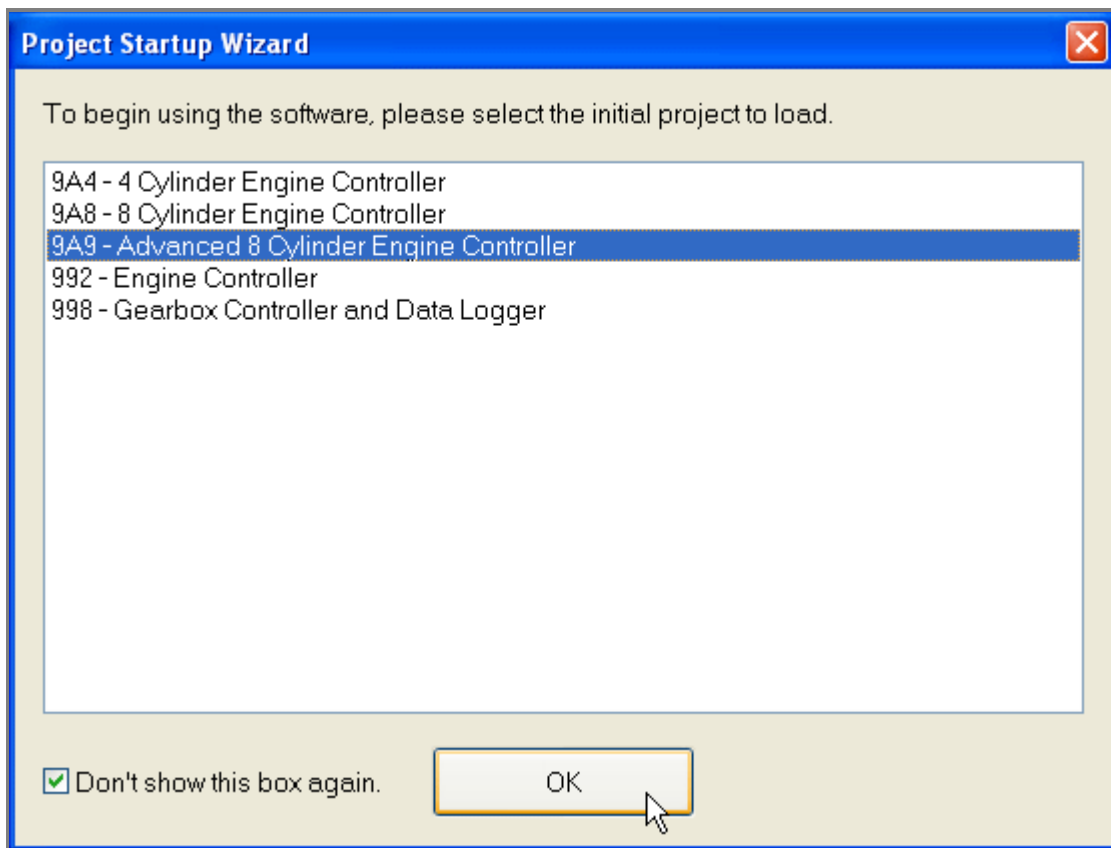 Project Startup Wizard
To begin using the software, please select the initial project to load.
9A4 - 4 Cylinder Engine Controller
9A8 - 8 Cylinder Engine Controller
9A9 - Advanced 8 Cylinder Engine Controller
992 - Engine Controller
998 - Gearbox Controller and Data Logger
Don't show this box again.
OK